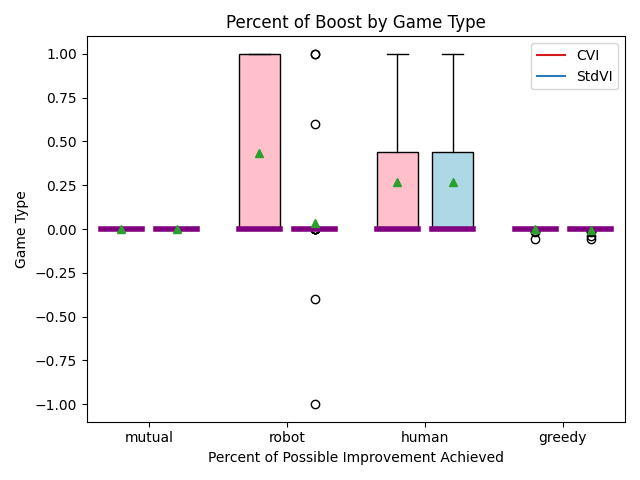 Percent of Boost by Game Type
CVI
StdVI
1.00
0.75
0.50
0.25
0.00
−0.25
−0.50
−0.75
−1.00
Game Type
mutual robot human greedy
Percent of Possible Improvement Achieved